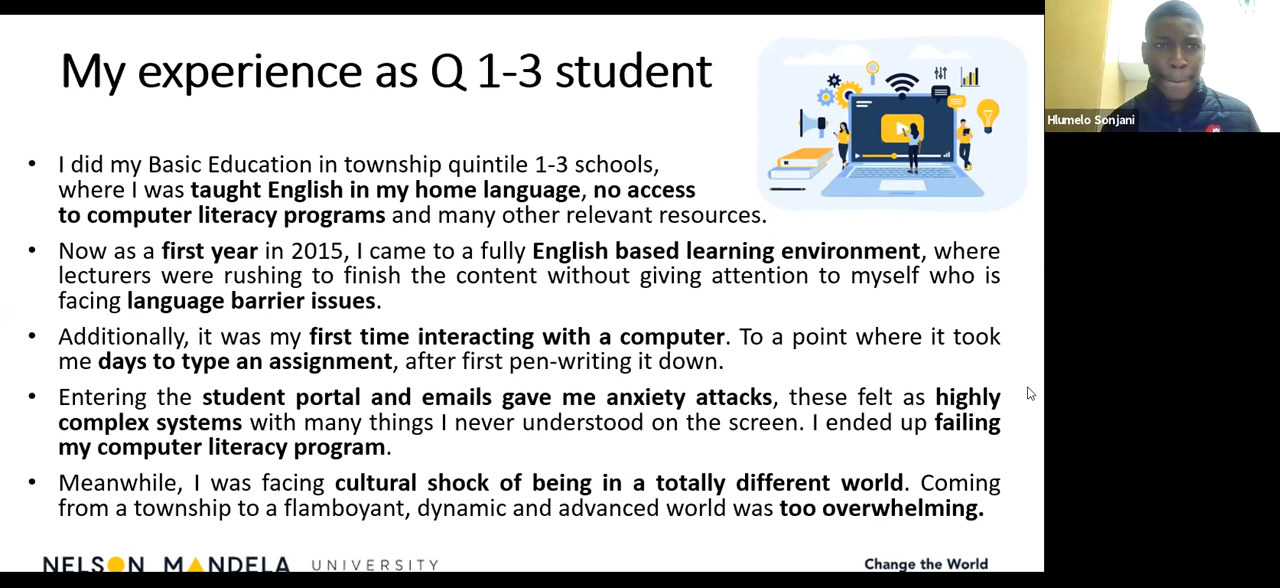 My experience as Q 1-3 student
Hlumelo Sonjani
• I did my Basic Education in township quintile 1-3 schools,
where I was taught English in my home language, no access
to computer literacy programs and many other relevant resources.
• Now as a first year in 2015, I came to a fully English based learning environment, where
lecturers were rushing to finish the content without giving attention to myself who is
facing language barrier issues.
• Additionally, it was my first time interacting with a computer. To a point where it took
me days to type an assignment, after first pen-writing it down.
• Entering the student portal and emails gave me anxiety attacks, these felt as highly
complex systems with many things I never understood on the screen. I ended up failing
my computer literacy program.
• Meanwhile, I was facing cultural shock of being in a totally different world. Coming
from a township to a flamboyant, dynamic and advanced world was too overwhelming.
NELSON MANDELA UNIVERSITY
Change the World